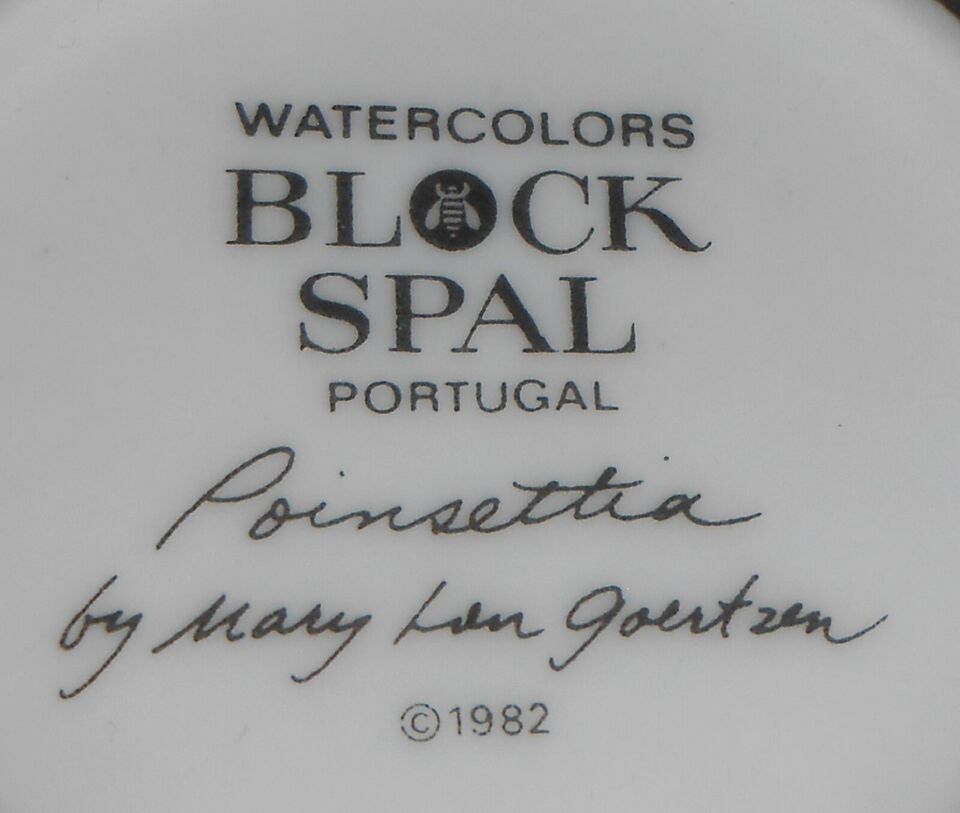 WATERCOLORS
BLOCK
SPAL
PORTUGAL
Poinsettia
by Mary Lou Goertzen
©1982